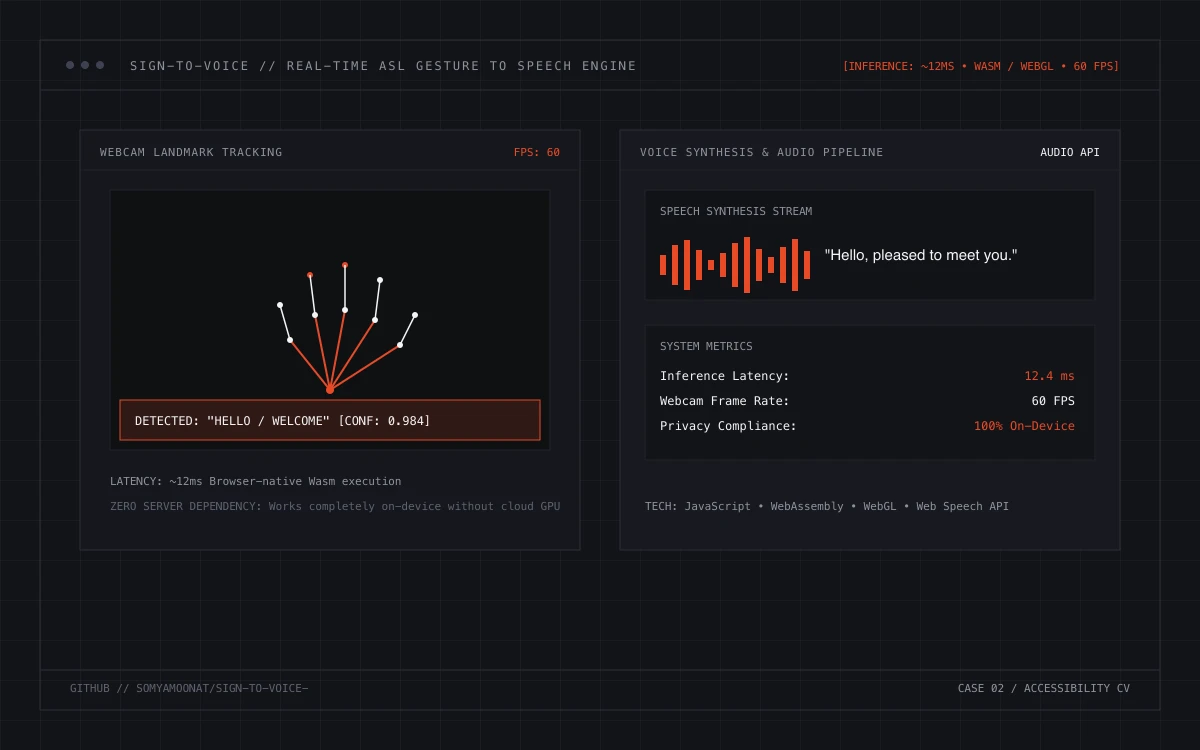 SIGN-TO-VOICE // REAL-TIME ASL GESTURE TO SPEECH ENGINE
[INFERENCE: ~12MS • WASM / WEBGL • 60 FPS]
WEBCAM LANDMARK TRACKING
FPS: 60
DETECTED: "HELLO / WELCOME" [CONF: 0.984]
LATENCY: ~12ms Browser-native Wasm execution
ZERO SERVER DEPENDENCY: Works completely on-device without cloud GPU
VOICE SYNTHESIS & AUDIO PIPELINE
AUDIO API
SPEECH SYNTHESIS STREAM
"Hello, pleased to meet you."
SYSTEM METRICS
Inference Latency: 12.4 ms
Webcam Frame Rate: 60 FPS
Privacy Compliance: 100% On-Device
TECH: JavaScript • WebAssembly • WebGL • Web Speech API
GITHUB // SOMYAMOONAT/SIGN-TO-VOICE-
CASE 02 / ACCESSIBILITY CV